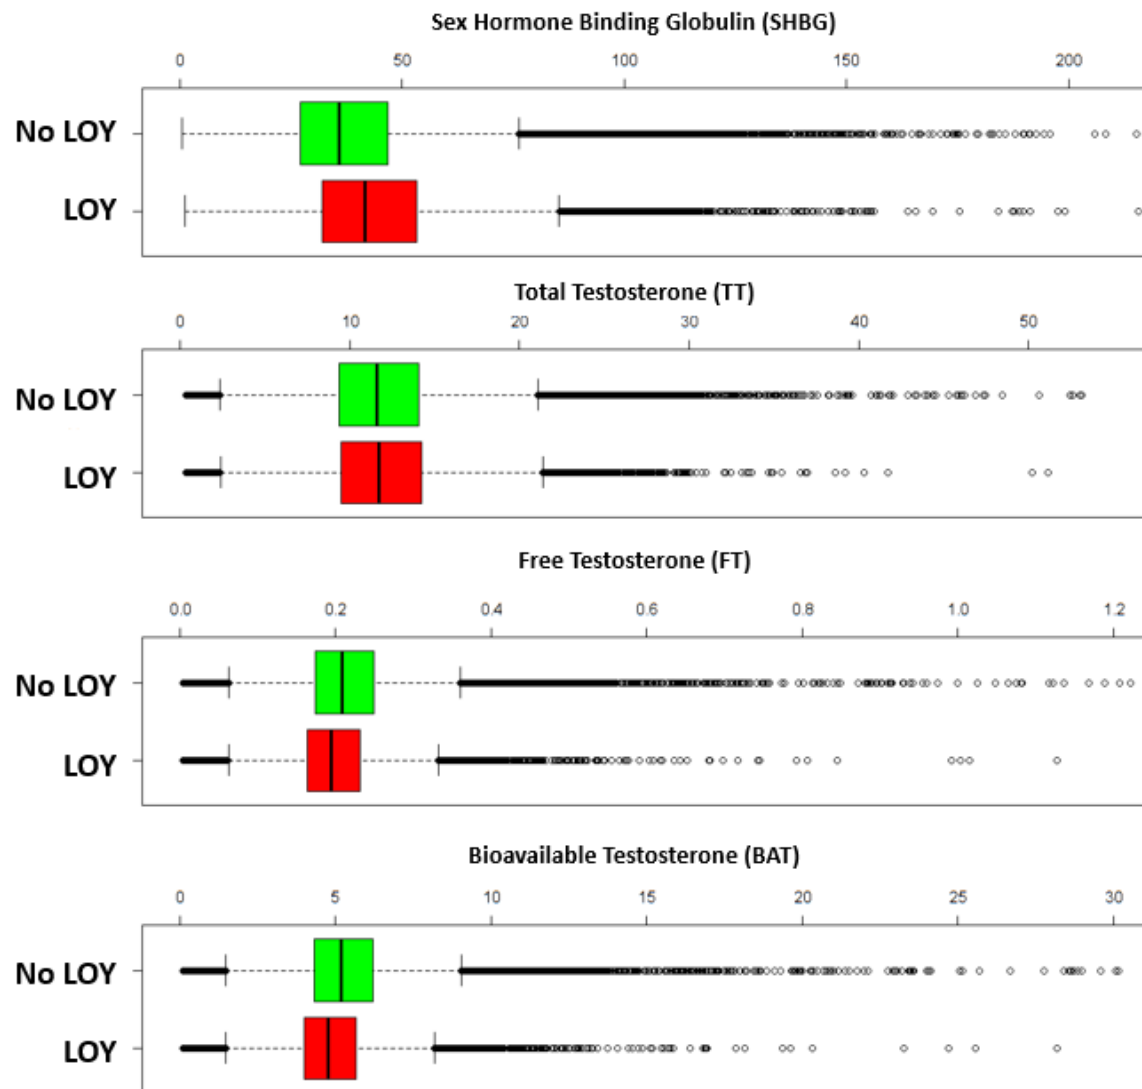 Sex Hormone Binding Globulin (SHBG)
0 50 100 150 200
No LOY
LOY
Total Testosterone (TT)
0 10 20 30 40 50
No LOY
LOY
Free Testosterone (FT)
0.0 0.2 0.4 0.6 0.8 1.0 1.2
No LOY
LOY
Bioavailable Testosterone (BAT)
0 5 10 15 20 25 30
No LOY
LOY